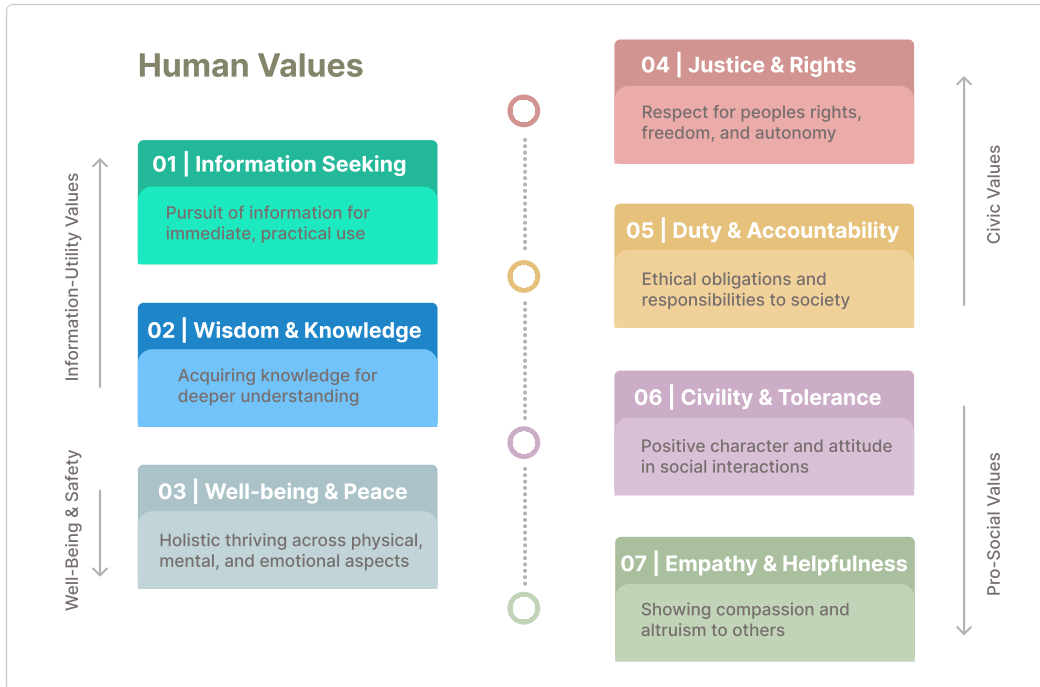 Human Values
Information-Utility Values
01 | Information Seeking
Pursuit of information for
immediate, practical use
02 | Wisdom & Knowledge
Acquiring knowledge for
deeper understanding
Well-Being & Safety
03 | Well-being & Peace
Holistic thriving across physical,
mental, and emotional aspects
04 | Justice & Rights
Respect for peoples rights,
freedom, and autonomy
05 | Duty & Accountability
Ethical obligations and
responsibilities to society
Civic Values
06 | Civility & Tolerance
Positive character and attitude
in social interactions
07 | Empathy & Helpfulness
Showing compassion and
altruism to others
Pro-Social Values